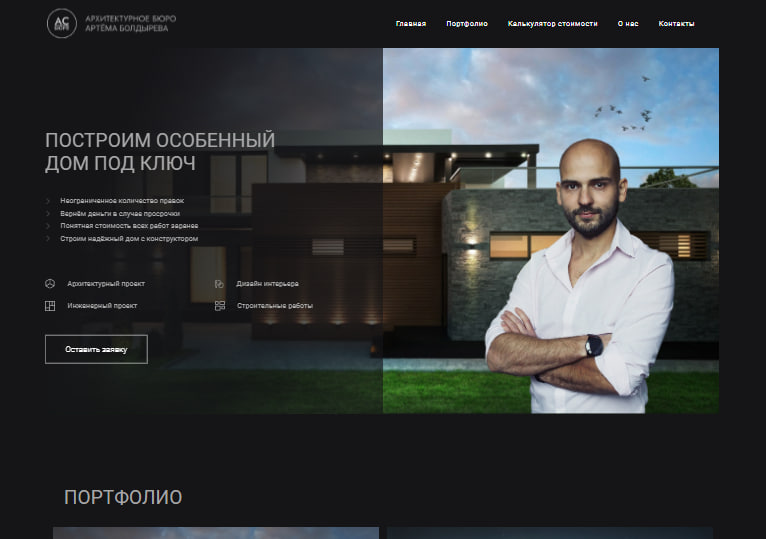 АС
БЮРО
АРХИТЕКТУРНОЕ БЮРО
АРТЁМА БОЛДЫРЕВА
Главная
Портфолио
Калькулятор стоимости
О нас
Контакты
ПОСТРОИМ ОСОБЕННЫЙ
ДОМ ПОД КЛЮЧ
Неограниченное количество правок
Вернём деньги в случае просрочки
Понятная стоимость всех работ заранее
Строим надёжный дом с конструктором
Архитектурный проект
Дизайн интерьера
Инженерный проект
Строительные работы
Оставить заявку
ПОРТФОЛИО